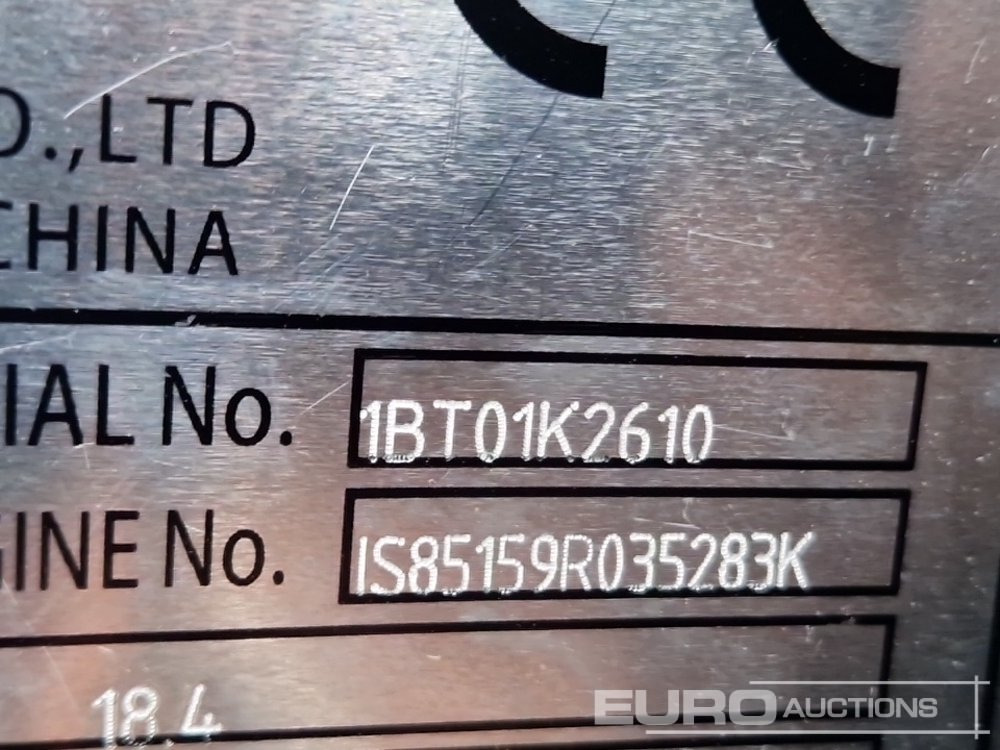 O.,LTD
CHINA
IAL No. 1BT01K2610
GINE No. IS85159R035283K
18.4
EURO AUCTIONS